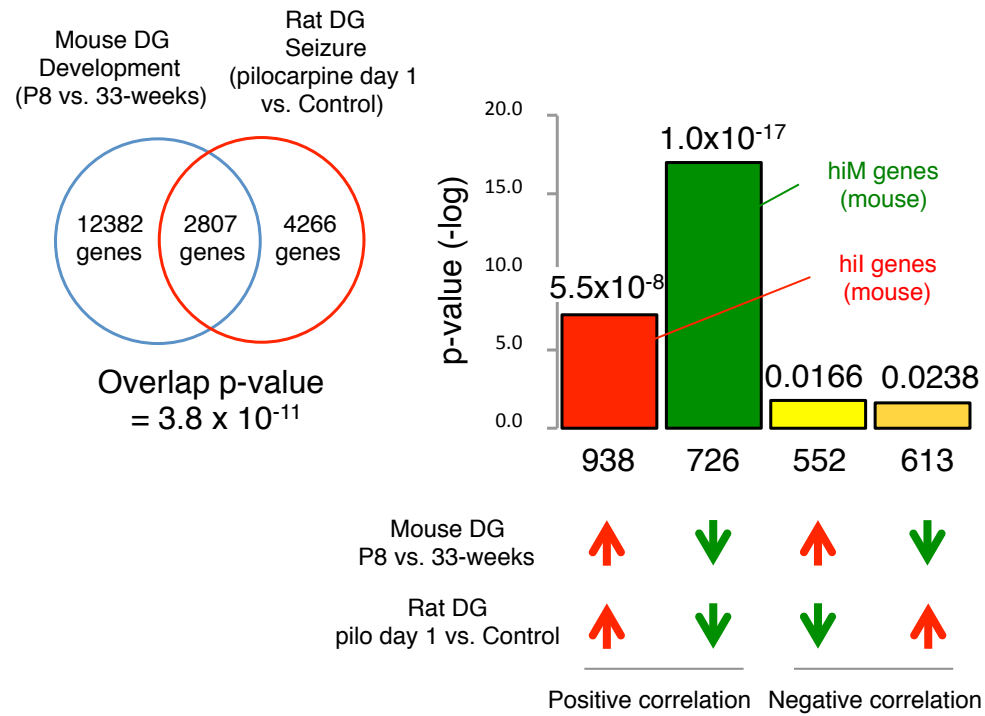 Mouse DG
Development
(P8 vs. 33-weeks)
Rat DG
Seizure
(pilocarpine day 1
vs. Control)
12382
genes
2807
genes
4266
genes
Overlap p-value
= 3.8 x 10⁻¹¹
p-value (-log)
20.0
15.0
10.0
5.0
0.0
5.5x10⁻⁸
1.0x10⁻¹⁷
0.0166
0.0238
hiM genes
(mouse)
hiI genes
(mouse)
938 726 552 613
Mouse DG
P8 vs. 33-weeks
Rat DG
pilo day 1 vs. Control
Positive correlation Negative correlation